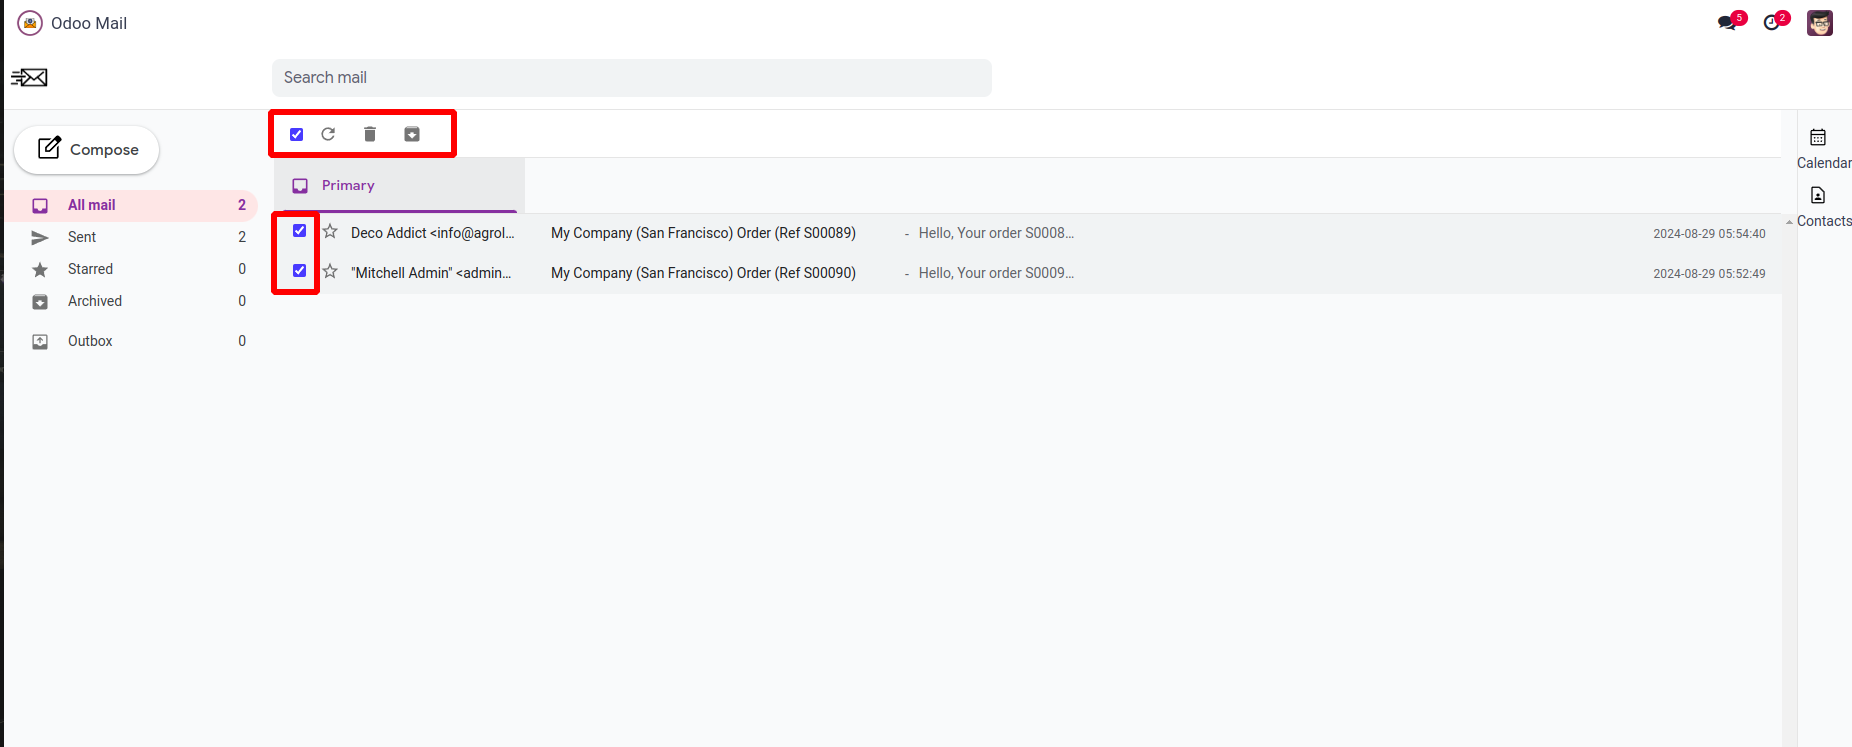 Odoo Mail
5
2
Search mail
Compose
Calendar
Primary
All mail 2
Contacts
Deco Addict <info@agrol... My Company (San Francisco) Order (Ref S00089) - Hello, Your order S0008... 2024-08-29 05:54:40
Sent 2
Starred 0
"Mitchell Admin" <admin... My Company (San Francisco) Order (Ref S00090) - Hello, Your order S0009... 2024-08-29 05:52:49
Archived 0
Outbox 0